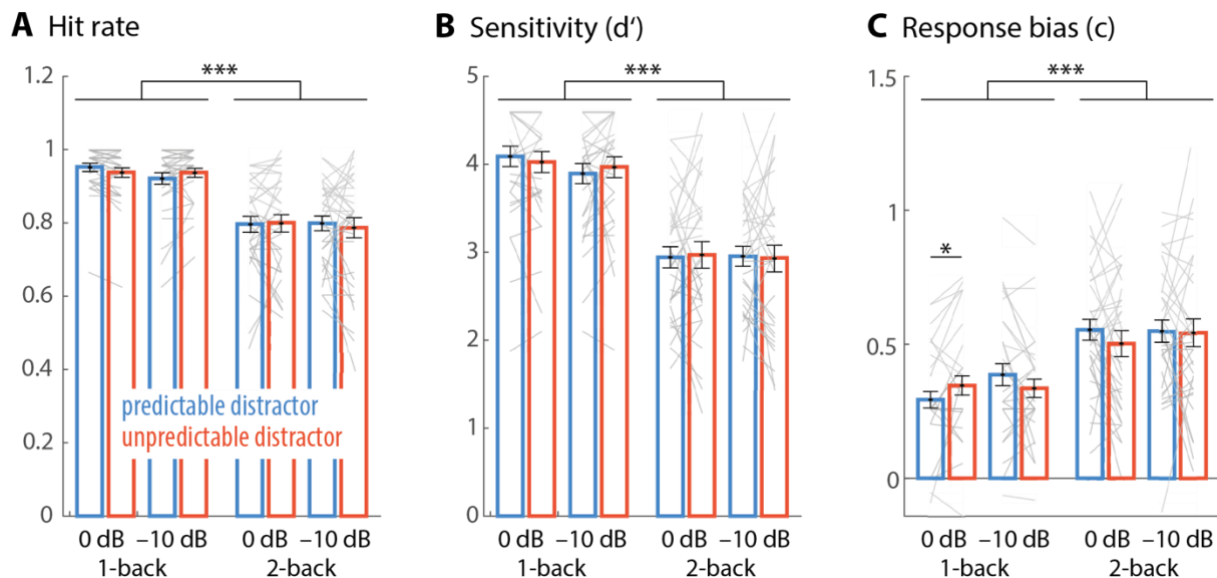 A Hit rate
1.2
1
0.8
0.6
0.4
0.2
0
***
predictable distractor
unpredictable distractor
0 dB −10 dB 0 dB −10 dB
1-back 2-back
B Sensitivity (d‘)
5
4
3
2
1
0
***
0 dB −10 dB 0 dB −10 dB
1-back 2-back
C Response bias (c)
1.5
1
0.5
0
***
*
0 dB −10 dB 0 dB −10 dB
1-back 2-back